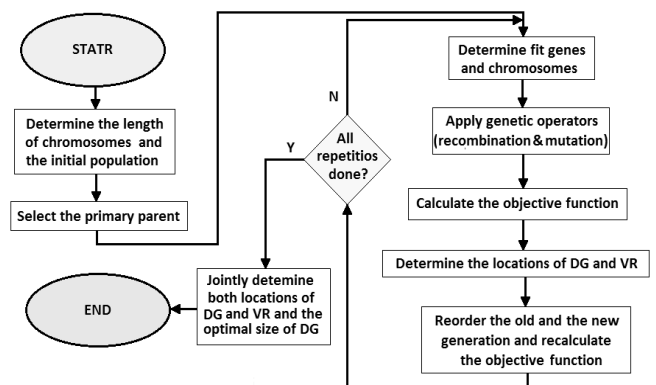 STATR
Determine the length
of chromosomes and
the initial population
Select the primary parent
Determine fit genes
and chromosomes
Apply genetic operators
(recombination & mutation)
Calculate the objective function
Determine the locations of DG and VR
Reorder the old and the new
generation and recalculate
the objective function
N
All
repetitios
done?
Y
Jointly detemine
both locations of
DG and VR and the
optimal size of DG
END